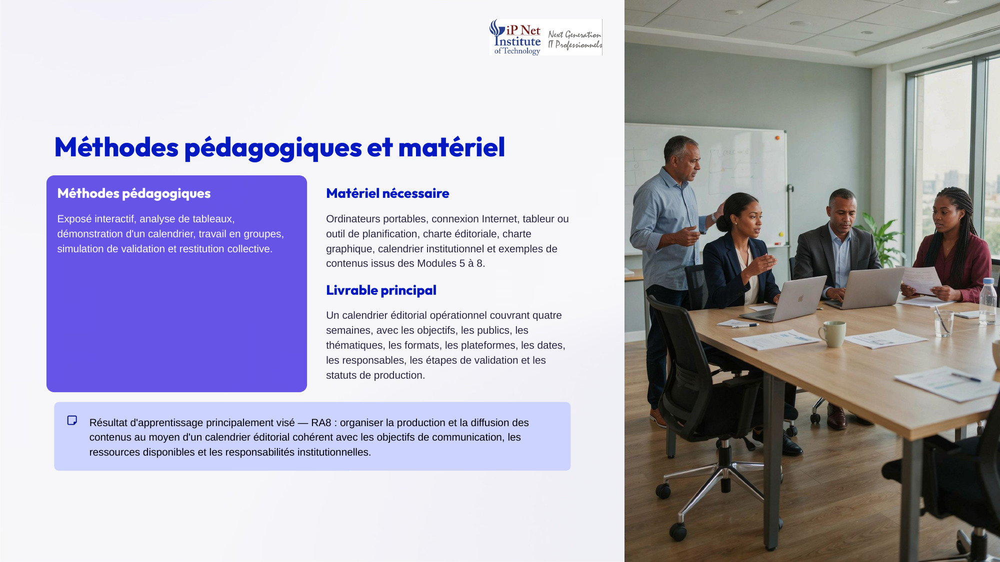 iP Net
Institute
of Technology
Next Generation
IT Professionnels
Méthodes pédagogiques et matériel
Méthodes pédagogiques
Exposé interactif, analyse de tableaux,
démonstration d'un calendrier, travail en groupes,
simulation de validation et restitution collective.
Matériel nécessaire
Ordinateurs portables, connexion Internet, tableur ou
outil de planification, charte éditoriale, charte
graphique, calendrier institutionnel et exemples de
contenus issus des Modules 5 à 8.
Livrable principal
Un calendrier éditorial opérationnel couvrant quatre
semaines, avec les objectifs, les publics, les
thématiques, les formats, les plateformes, les dates,
les responsables, les étapes de validation et les
statuts de production.
Résultat d'apprentissage principalement visé — RA8 : organiser la production et la diffusion des
contenus au moyen d'un calendrier éditorial cohérent avec les objectifs de communication, les
ressources disponibles et les responsabilités institutionnelles.